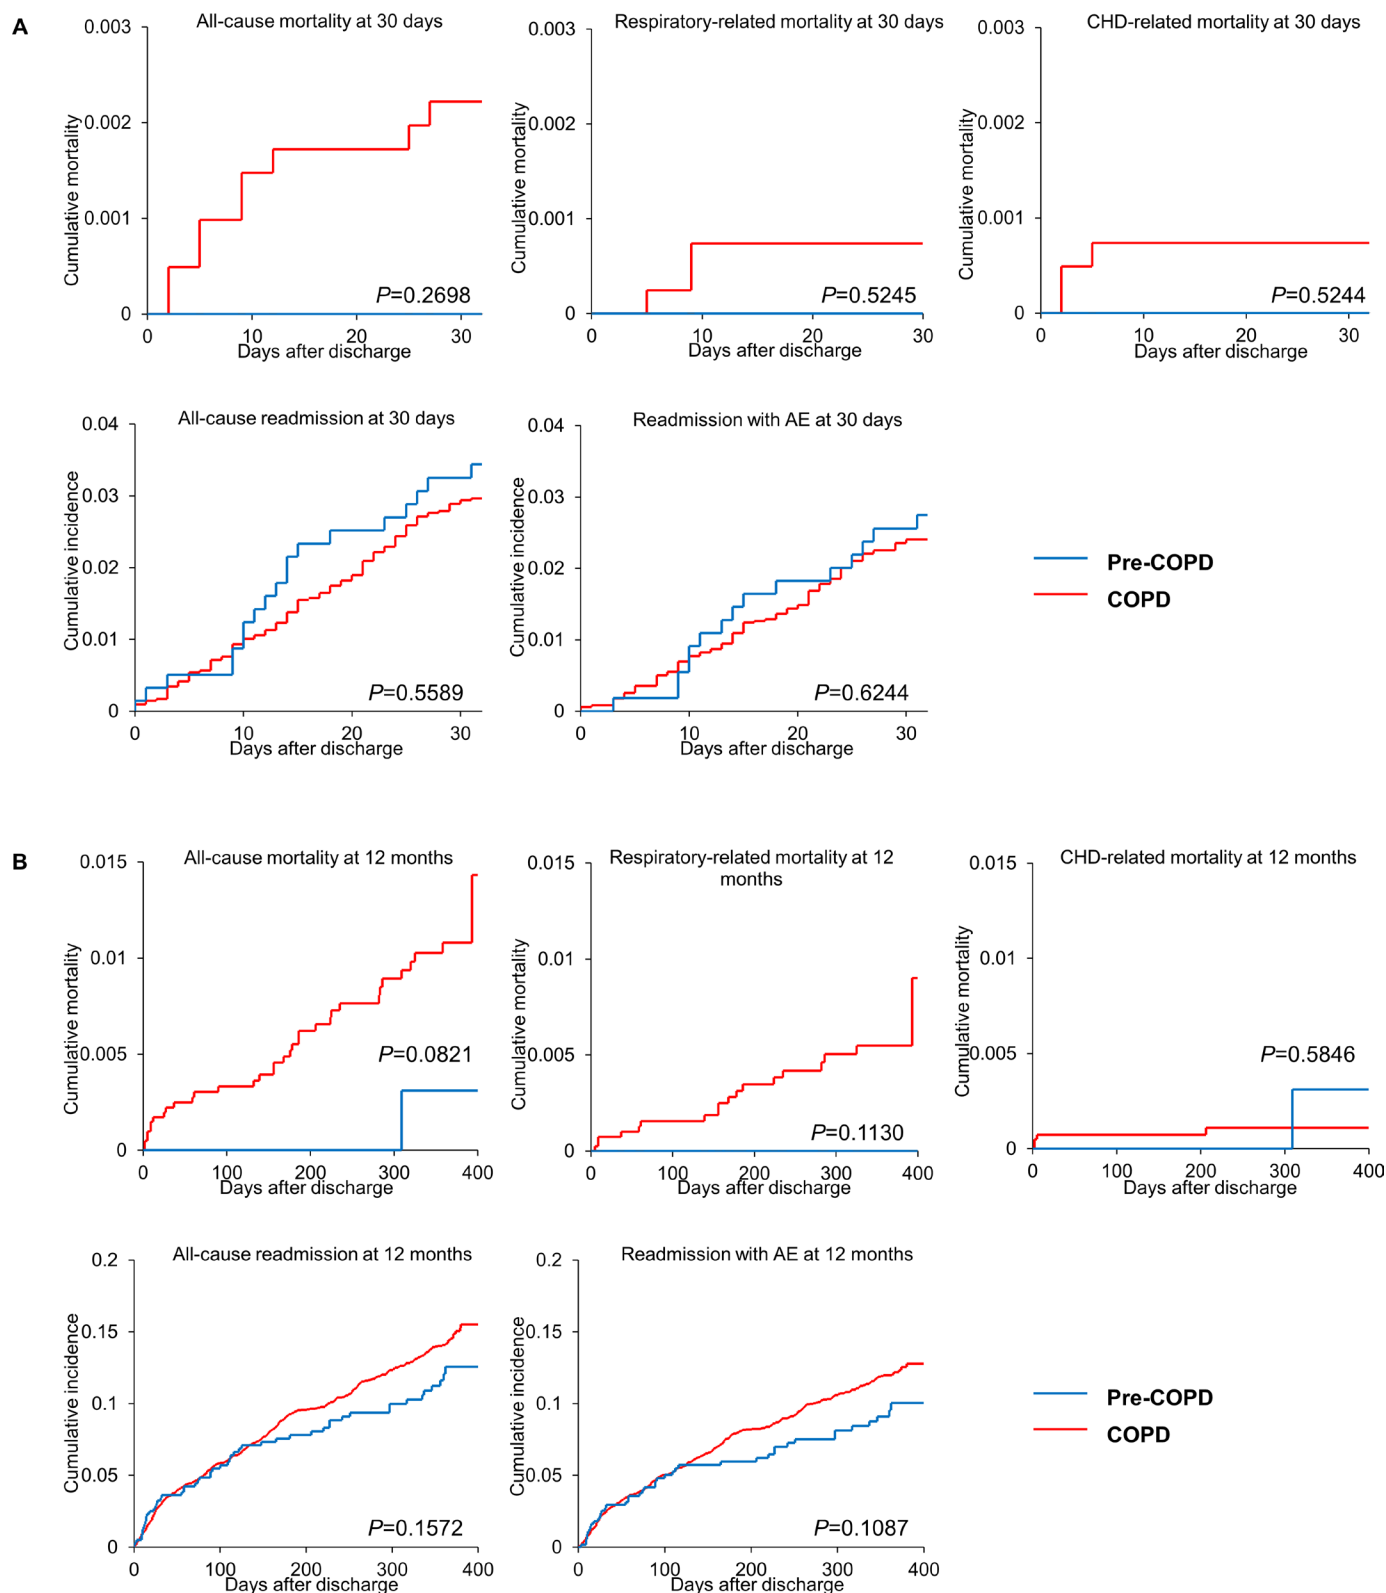 A
All-cause mortality at 30 days
0.003
0.002
0.001
0
Cumulative mortality
P=0.2698
0 10 20 30
Days after discharge
Respiratory-related mortality at 30 days
0.003
0.002
0.001
0
Cumulative mortality
P=0.5245
0 10 20 30
Days after discharge
CHD-related mortality at 30 days
0.003
0.002
0.001
0
Cumulative mortality
P=0.5244
0 10 20 30
Days after discharge
All-cause readmission at 30 days
0.04
0.03
0.02
0.01
0
Cumulative incidence
P=0.5589
0 10 20 30
Days after discharge
Readmission with AE at 30 days
0.04
0.03
0.02
0.01
0
Cumulative incidence
P=0.6244
0 10 20 30
Days after discharge
Pre-COPD
COPD
B
All-cause mortality at 12 months
0.015
0.01
0.005
0
Cumulative mortality
P=0.0821
0 100 200 300 400
Days after discharge
Respiratory-related mortality at 12
months
0.015
0.01
0.005
0
Cumulative mortality
P=0.1130
0 100 200 300 400
Days after discharge
CHD-related mortality at 12 months
0.015
0.01
0.005
0
Cumulative mortality
P=0.5846
0 100 200 300 400
Days after discharge
All-cause readmission at 12 months
0.2
0.15
0.1
0.05
0
Cumulative incidence
P=0.1572
0 100 200 300 400
Days after discharge
Readmission with AE at 12 months
0.2
0.15
0.1
0.05
0
Cumulative incidence
P=0.1087
0 100 200 300 400
Days after discharge
Pre-COPD
COPD